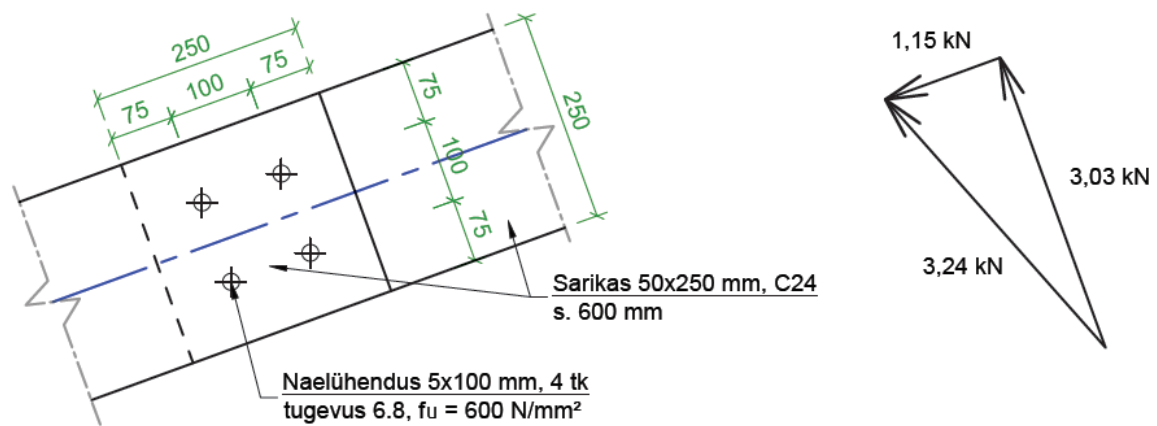 250
75
100
75
75
100
75
250
Sarikas 50x250 mm, C24
s. 600 mm
Naelühendus 5x100 mm, 4 tk
tugevus 6.8, fu = 600 N/mm²
1,15 kN
3,03 kN
3,24 kN